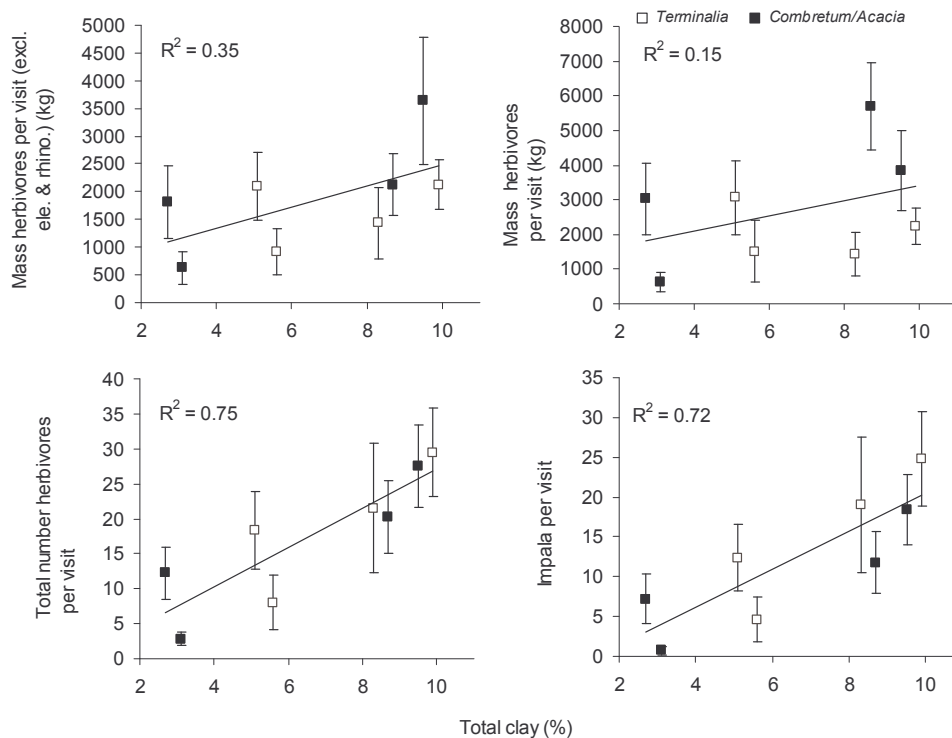 Terminalia Combretum/Acacia
Mass herbivores per visit (excl.
ele. & rhino.) (kg)
R² = 0.35
5000
4500
4000
3500
3000
2500
2000
1500
1000
500
0
2 4 6 8 10
Mass herbivores
per visit (kg)
R² = 0.15
8000
7000
6000
5000
4000
3000
2000
1000
0
2 4 6 8 10
Total number herbivores
per visit
R² = 0.75
40
35
30
25
20
15
10
5
0
2 4 6 8 10
Impala per visit
R² = 0.72
35
30
25
20
15
10
5
0
2 4 6 8 10
Total clay (%)